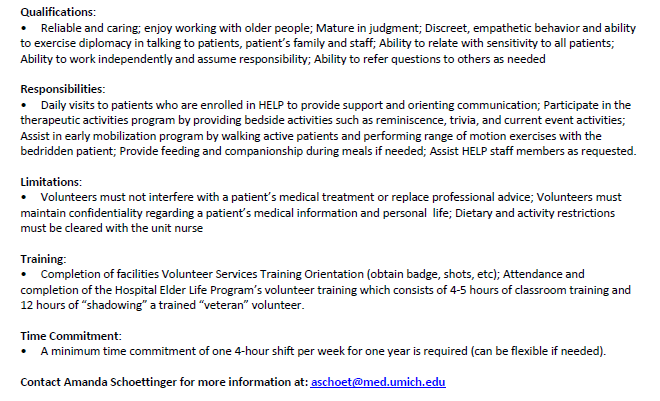 Qualifications:
• Reliable and caring; enjoy working with older people; Mature in judgment; Discreet, empathetic behavior and ability
to exercise diplomacy in talking to patients, patient's family and staff; Ability to relate with sensitivity to all patients;
Ability to work independently and assume responsibility; Ability to refer questions to others as needed
Responsibilities:
• Daily visits to patients who are enrolled in HELP to provide support and orienting communication; Participate in the
therapeutic activities program by providing bedside activities such as reminiscence, trivia, and current event activities;
Assist in early mobilization program by walking active patients and performing range of motion exercises with the
bedridden patient; Provide feeding and companionship during meals if needed; Assist HELP staff members as requested.
Limitations:
• Volunteers must not interfere with a patient's medical treatment or replace professional advice; Volunteers must
maintain confidentiality regarding a patient's medical information and personal life; Dietary and activity restrictions
must be cleared with the unit nurse
Training:
• Completion of facilities Volunteer Services Training Orientation (obtain badge, shots, etc); Attendance and
completion of the Hospital Elder Life Program's volunteer training which consists of 4-5 hours of classroom training and
12 hours of "shadowing" a trained "veteran" volunteer.
Time Commitment:
• A minimum time commitment of one 4-hour shift per week for one year is required (can be flexible if needed).
Contact Amanda Schoettinger for more information at: aschoet@med.umich.edu